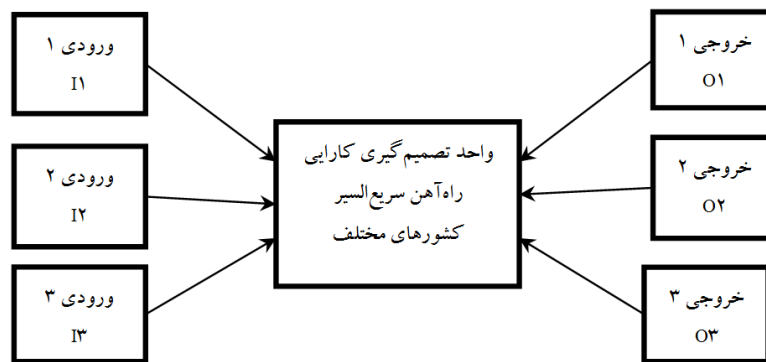 ورودی ۱
I۱
ورودی ۲
I۲
ورودی ۳
I۳
واحد تصمیم‌گیری کارایی
راه‌آهن سریع‌السیر
کشورهای مختلف
خروجی ۱
O۱
خروجی ۲
O۲
خروجی ۳
O۳